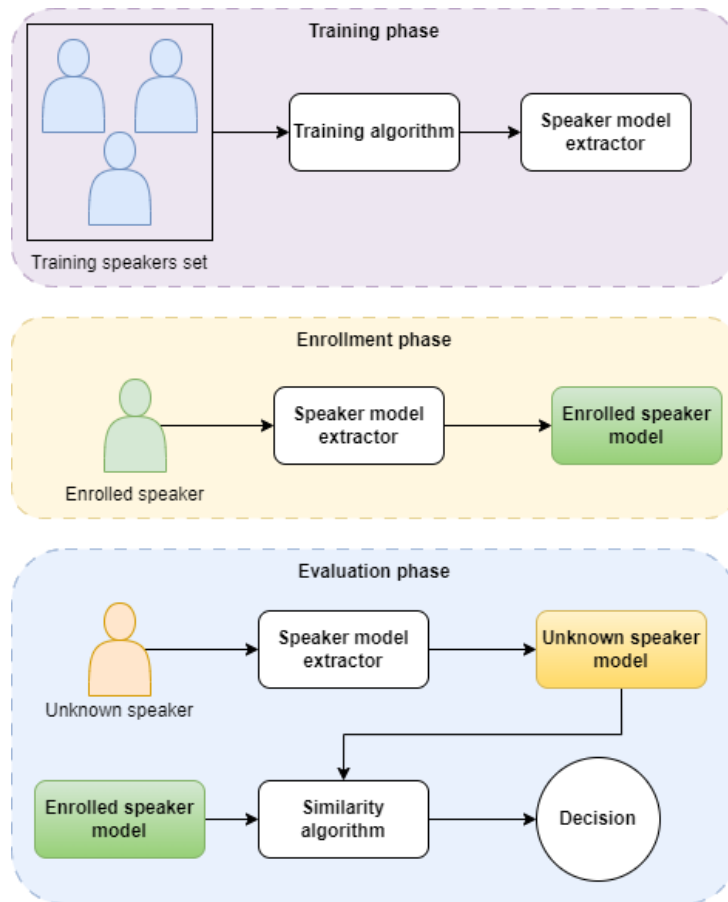 Training phase
Training algorithm
Speaker model
extractor
Training speakers set
Enrollment phase
Speaker model
extractor
Enrolled speaker
model
Enrolled speaker
Evaluation phase
Speaker model
extractor
Unknown speaker
model
Unknown speaker
Enrolled speaker
model
Similarity
algorithm
Decision